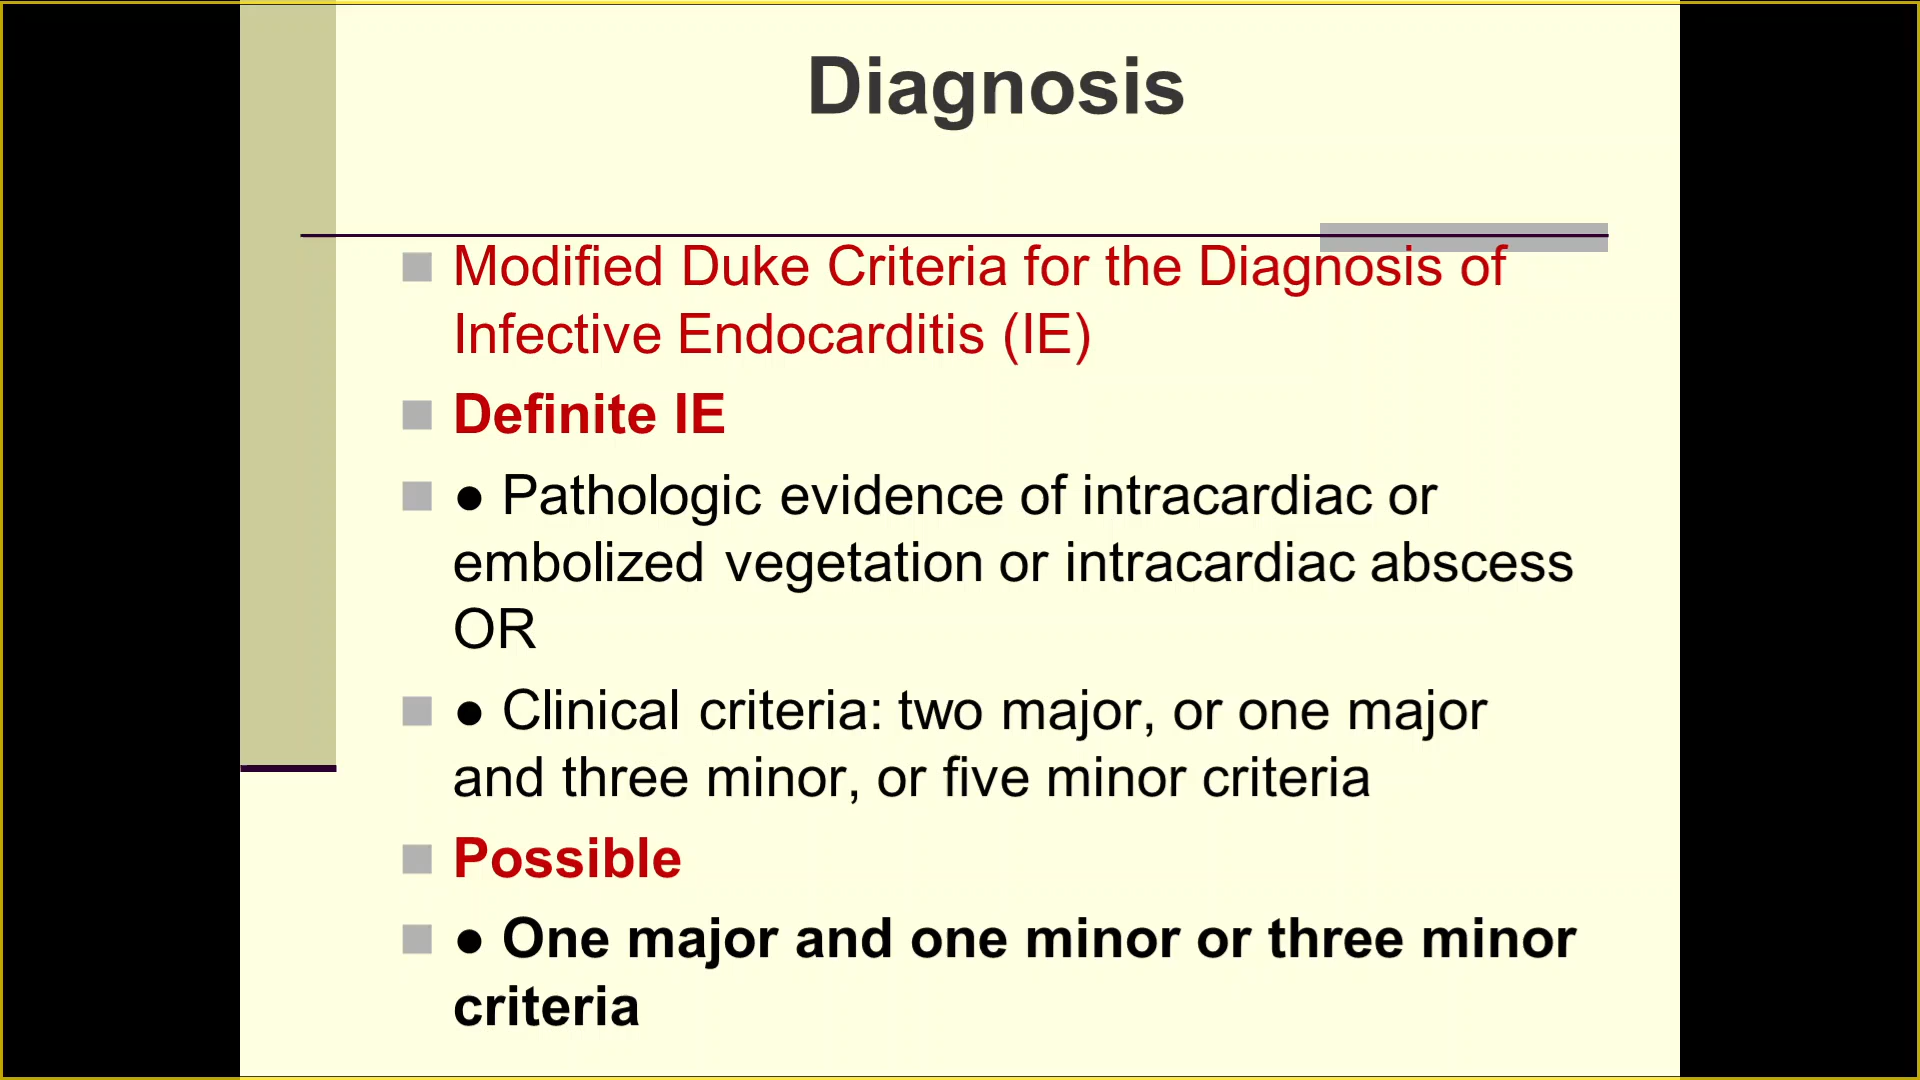 Diagnosis
Modified Duke Criteria for the Diagnosis of
Infective Endocarditis (IE)
Definite IE
● Pathologic evidence of intracardiac or
embolized vegetation or intracardiac abscess
OR
● Clinical criteria: two major, or one major
and three minor, or five minor criteria
Possible
● One major and one minor or three minor
criteria